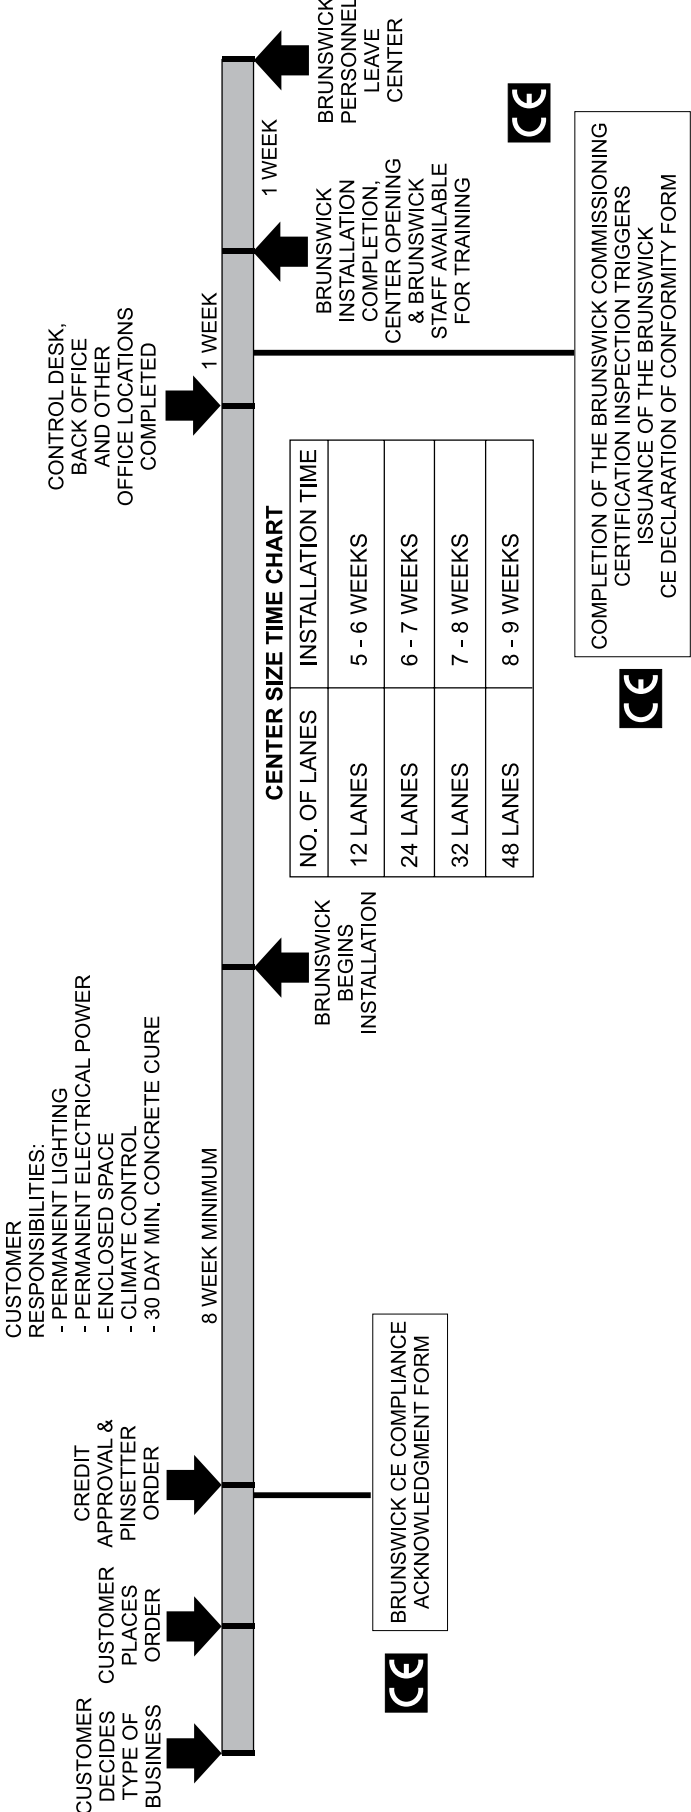 CUSTOMER
DECIDES
TYPE OF
BUSINESS
CUSTOMER
PLACES
ORDER
CREDIT
APPROVAL &
PINSETTER
ORDER
CUSTOMER
RESPONSIBILITIES:
- PERMANENT LIGHTING
- PERMANENT ELECTRICAL POWER
- ENCLOSED SPACE
- CLIMATE CONTROL
- 30 DAY MIN. CONCRETE CURE
8 WEEK MINIMUM
CONTROL DESK,
BACK OFFICE
AND OTHER
OFFICE LOCATIONS
COMPLETED
1 WEEK
1 WEEK
BRUNSWICK
BEGINS
INSTALLATION
BRUNSWICK
INSTALLATION
COMPLETION,
CENTER OPENING
& BRUNSWICK
STAFF AVAILABLE
FOR TRAINING
BRUNSWICK
PERSONNEL
LEAVE
CENTER
CENTER SIZE TIME CHART
NO. OF LANES INSTALLATION TIME
12 LANES 5 - 6 WEEKS
24 LANES 6 - 7 WEEKS
32 LANES 7 - 8 WEEKS
48 LANES 8 - 9 WEEKS
CE
BRUNSWICK CE COMPLIANCE
ACKNOWLEDGMENT FORM
CE
COMPLETION OF THE BRUNSWICK COMMISSIONING
CERTIFICATION INSPECTION TRIGGERS
ISSUANCE OF THE BRUNSWICK
CE DECLARATION OF CONFORMITY FORM
CE